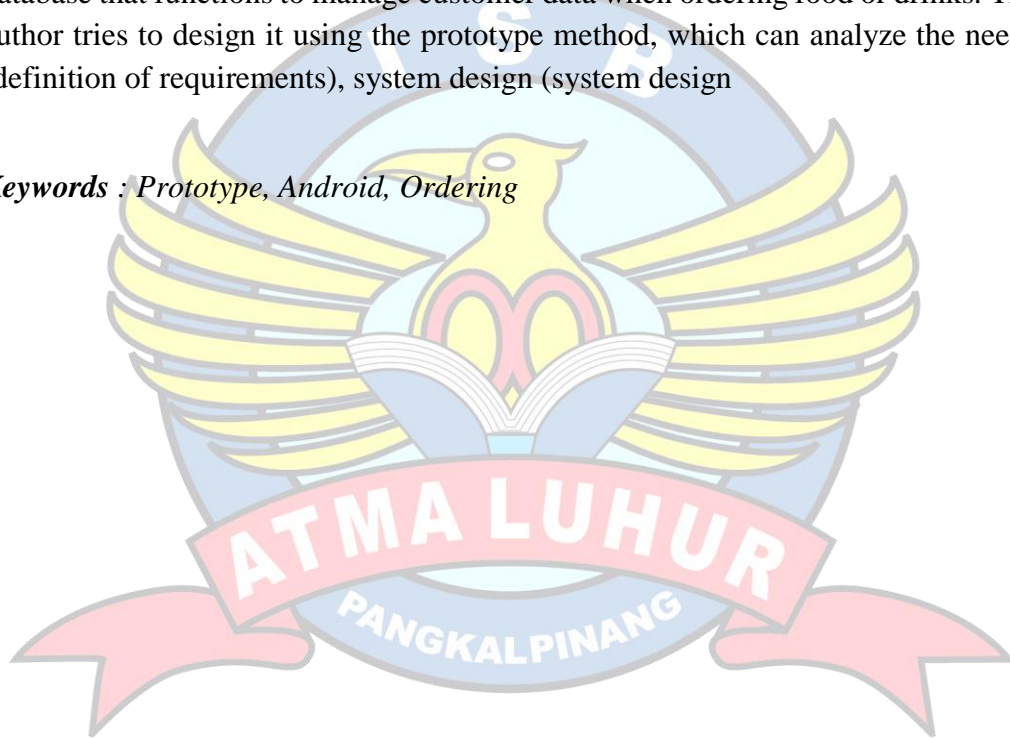 database that functions to manage customer data when ordering food or drinks. T
uthor tries to design it using the prototype method, which can analyze the nee
definition of requirements), system design (system design
Keywords : Prototype, Android, Ordering
I S B
ATMA LUHUR
PANGKALPINANG